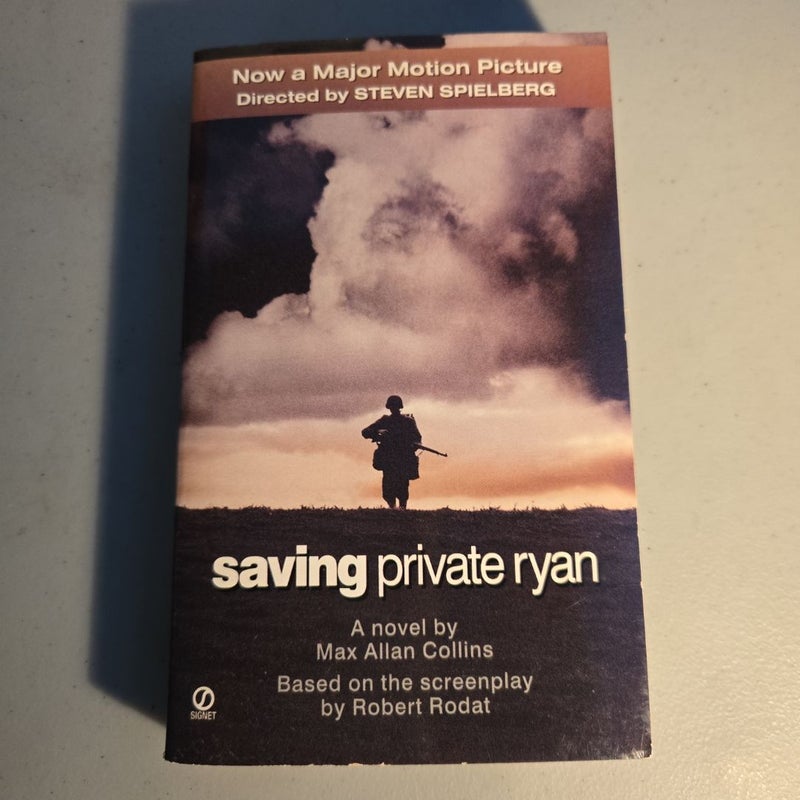 Now a Major Motion Picture
Directed by STEVEN SPIELBERG
saving private ryan
A novel by
Max Allan Collins
Based on the screenplay
by Robert Rodat
SIGNET